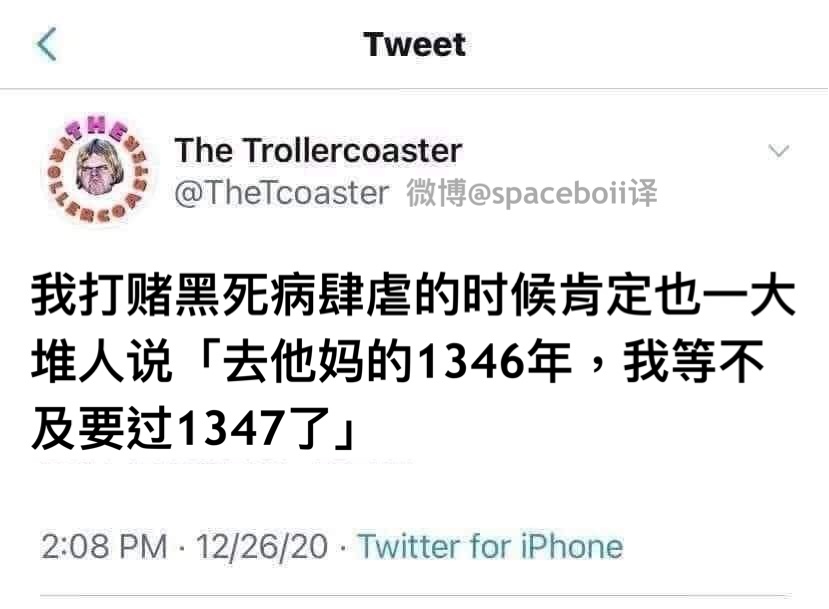 Tweet
THE TROLLERCOASTER
The Trollercoaster
@TheTcoaster 微博@spaceboii译
我打赌黑死病肆虐的时候肯定也一大
堆人说「去他妈的1346年，我等不
及要过1347了」
2:08 PM · 12/26/20 · Twitter for iPhone